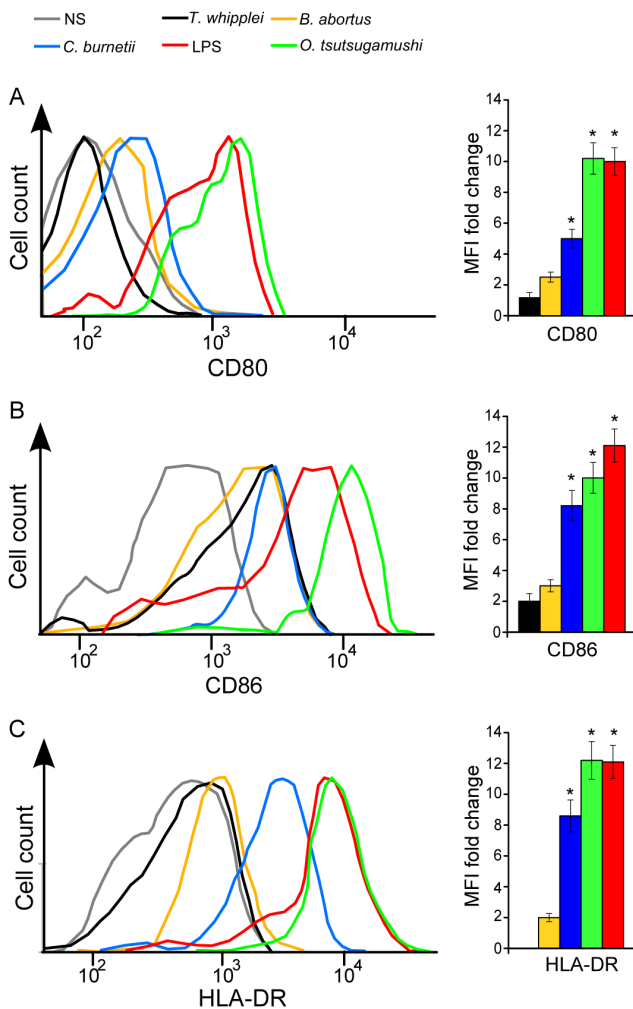 NS T. whipplei B. abortus
C. burnetii LPS O. tsutsugamushi
A
Cell count
10² 10³ 10⁴
CD80
MFI fold change
14
12
10
8
6
4
2
0
* * *
CD80
B
Cell count
10² 10³ 10⁴
CD86
MFI fold change
14
12
10
8
6
4
2
0
* * *
CD86
C
Cell count
10² 10³ 10⁴
HLA-DR
MFI fold change
14
12
10
8
6
4
2
0
* * *
HLA-DR